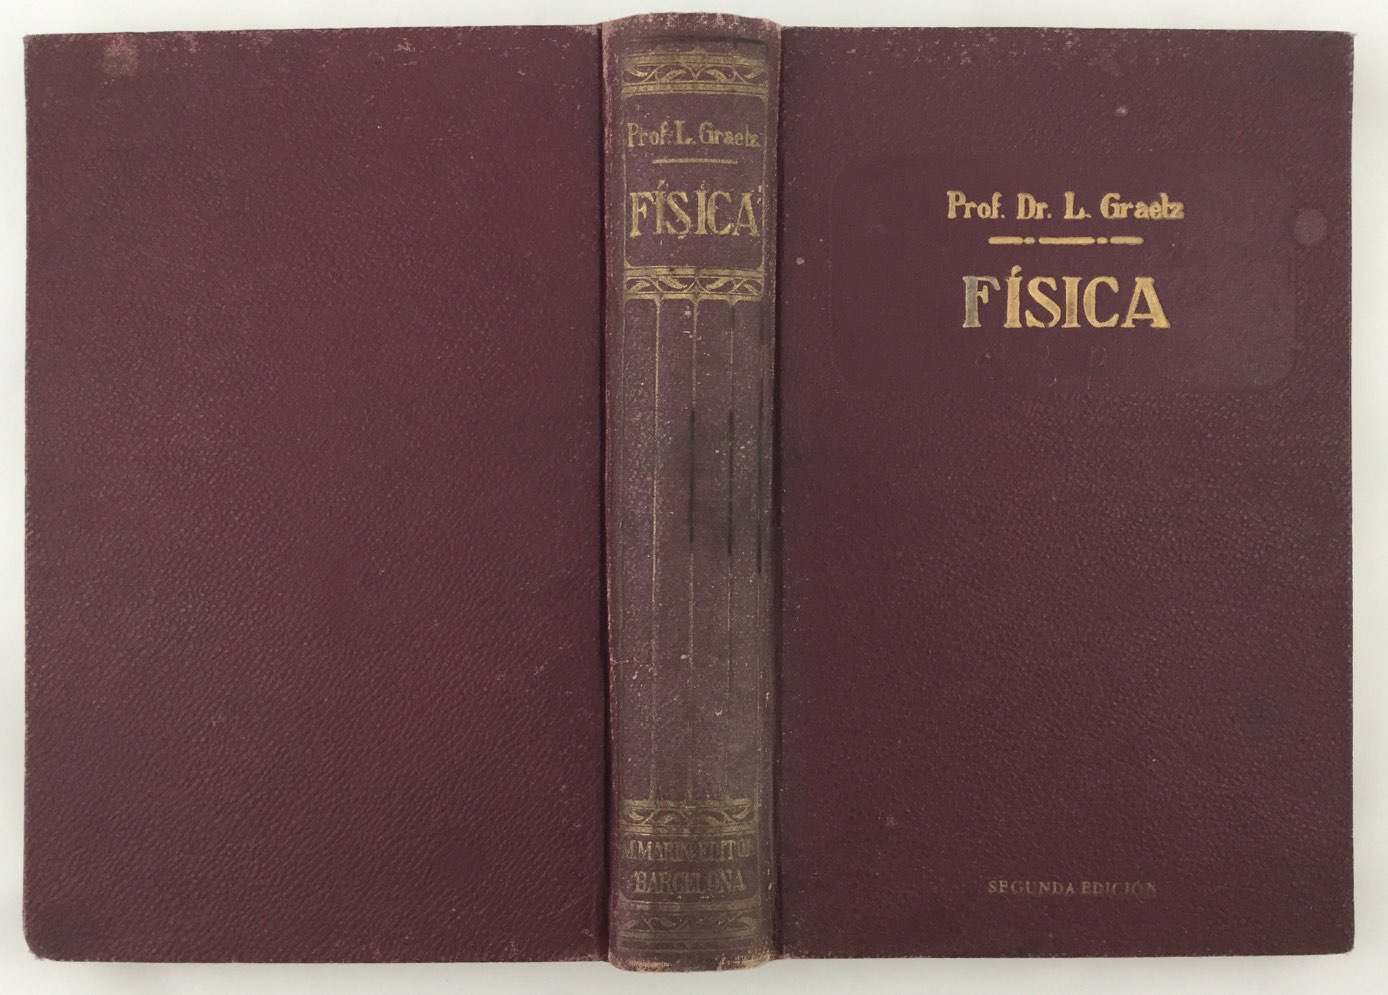 Prof. L. Graetz
FÍSICA
J. MARIN, EDITOR
BARCELONA
Prof. Dr. L. Graetz
FÍSICA
SEGUNDA EDICIÓN